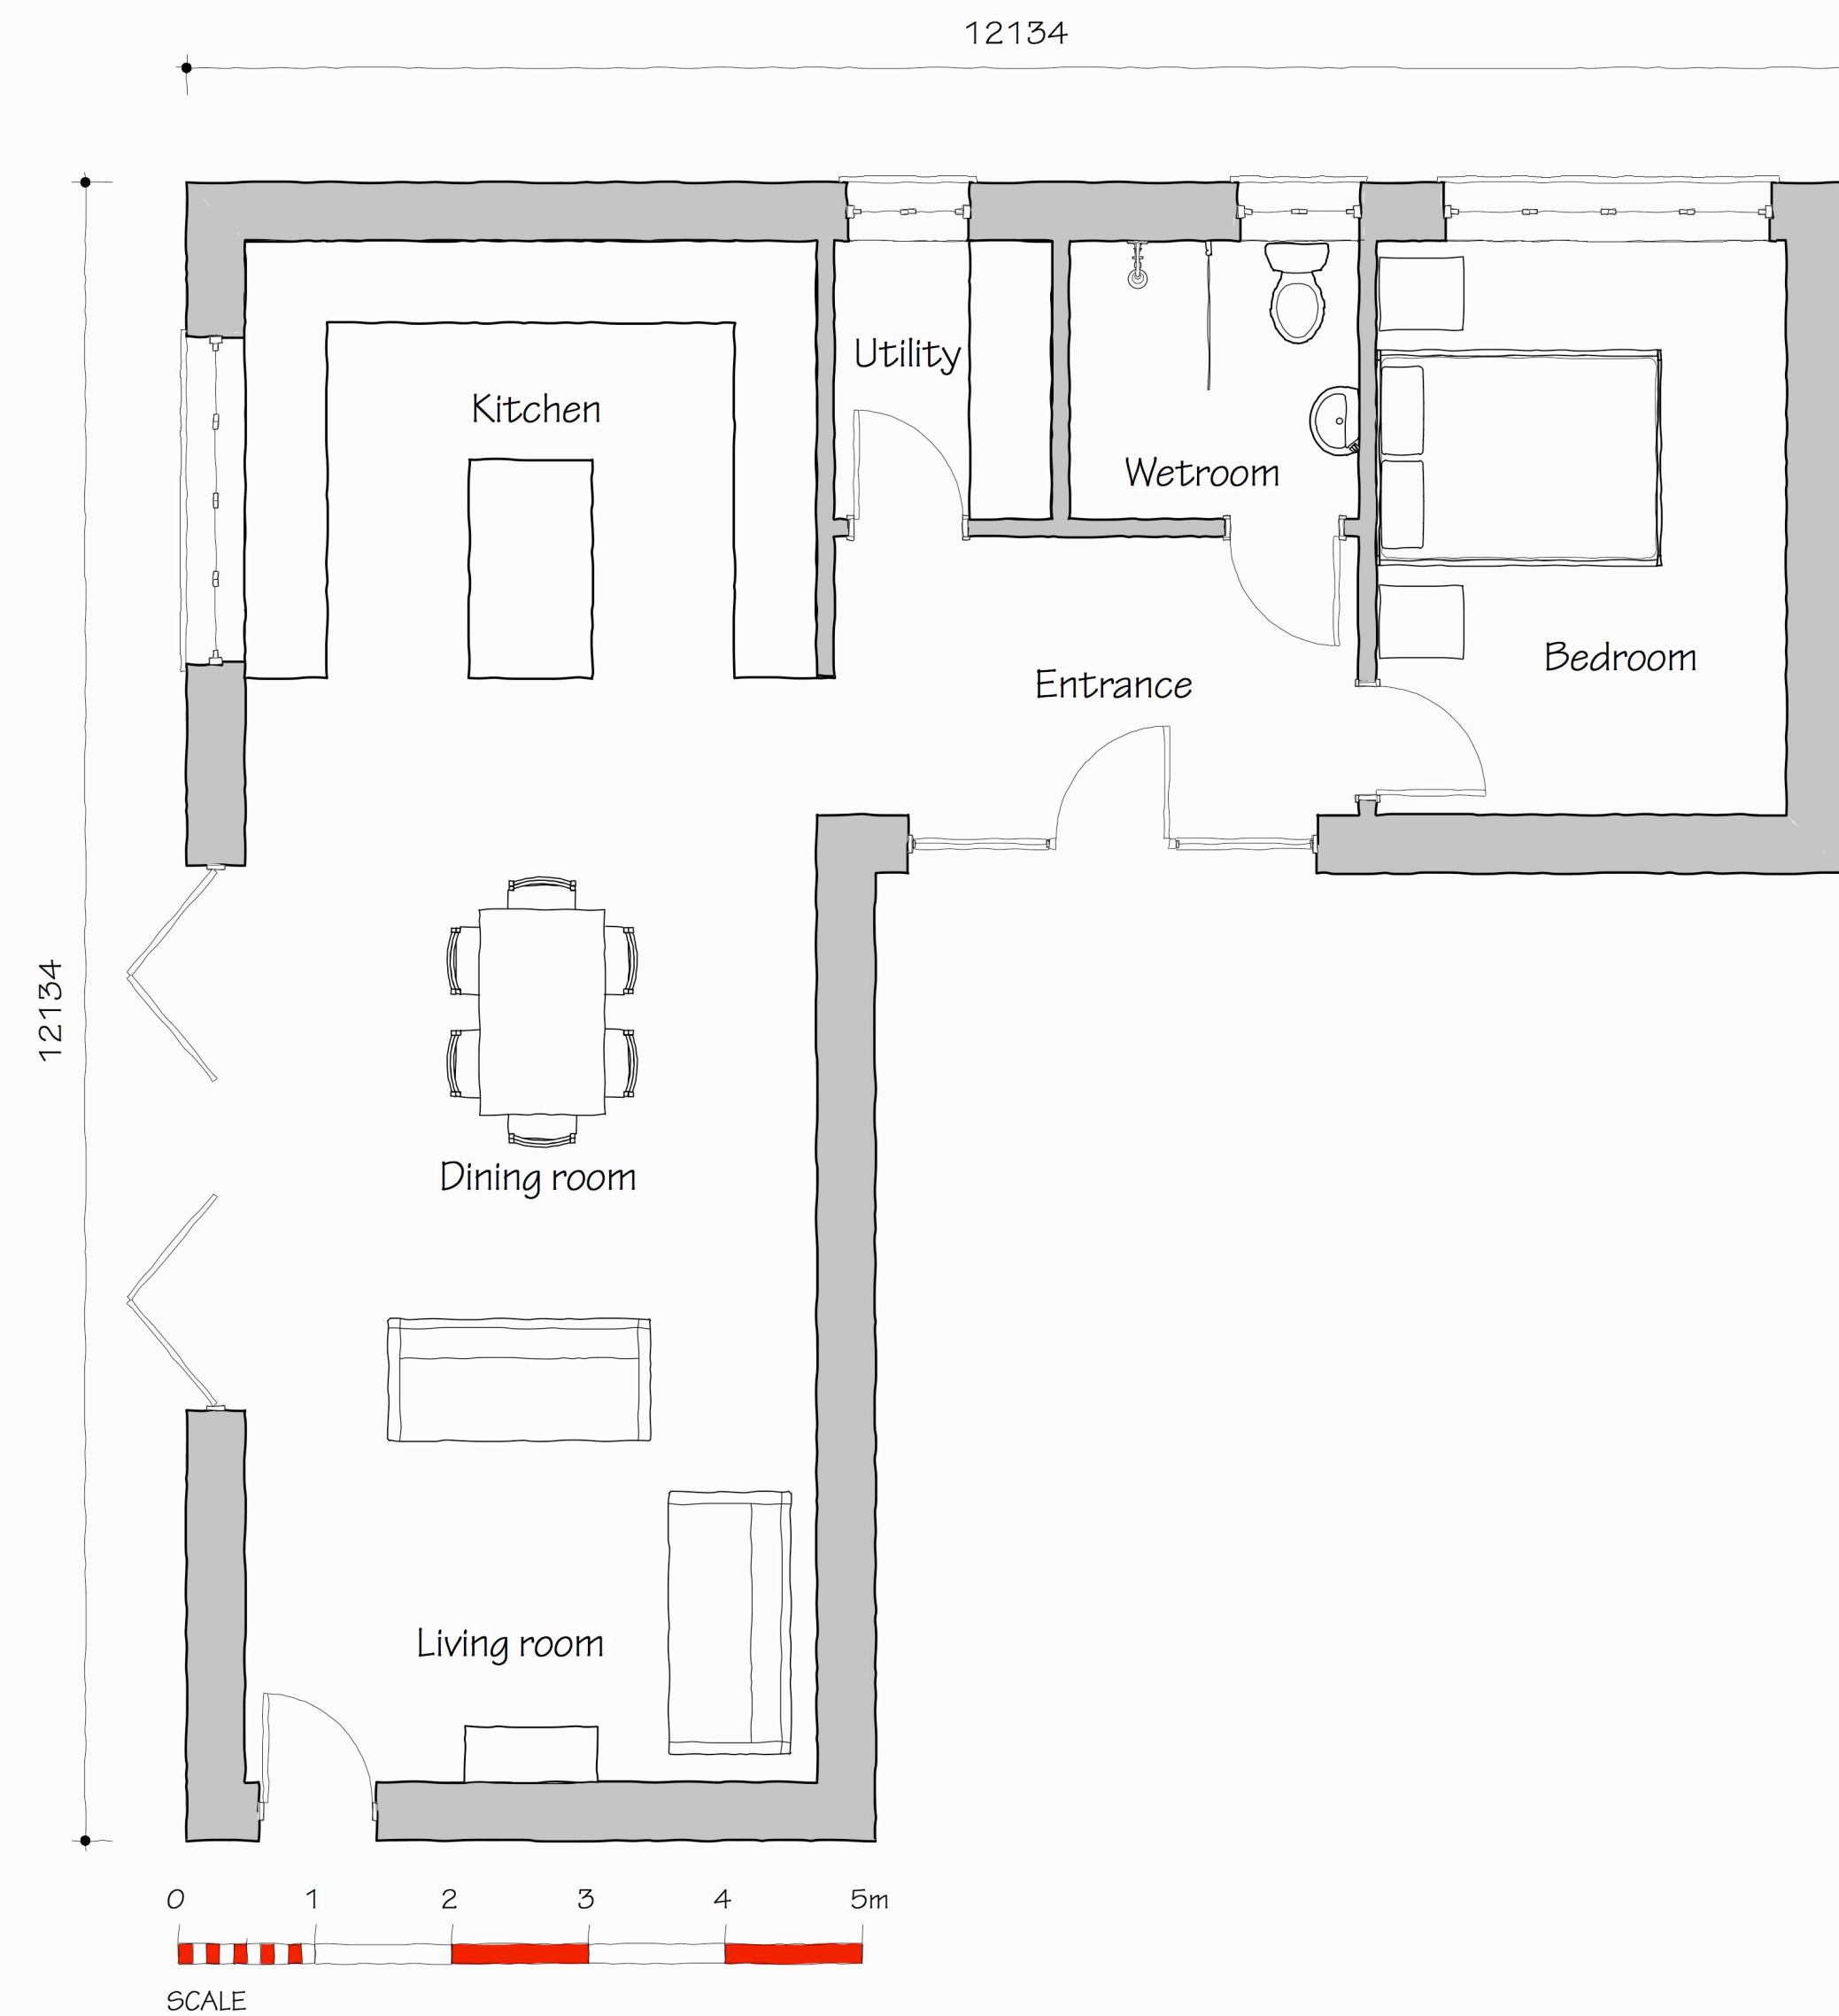 12134
Utility
Kitchen
Wetroom
Bedroom
Entrance
12134
Dining room
Living room
0 1 2 3 4 5m
SCALE